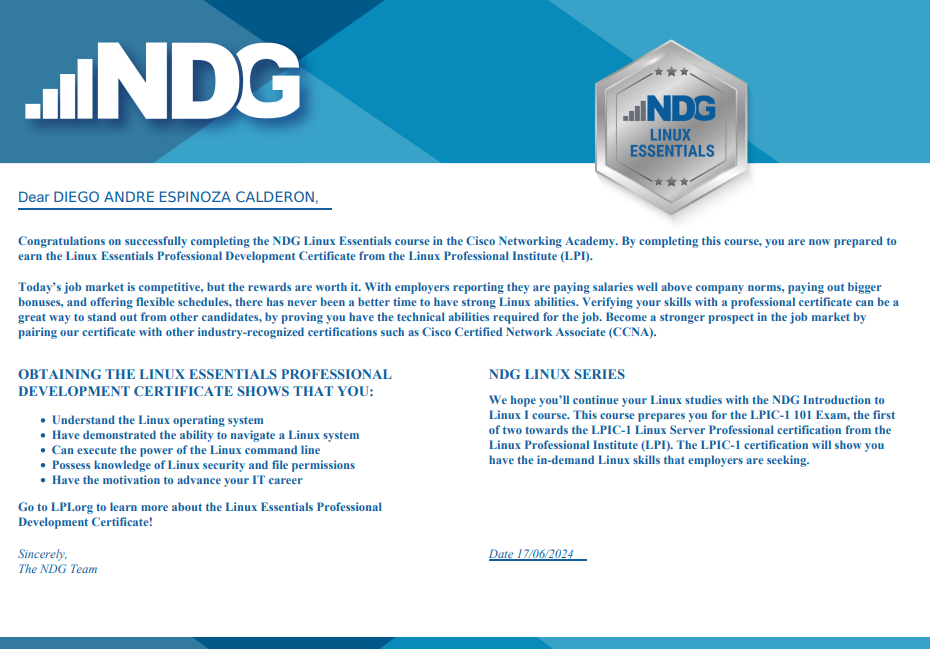 NDG
NDG
LINUX
ESSENTIALS
Dear DIEGO ANDRE ESPINOZA CALDERON,
Congratulations on successfully completing the NDG Linux Essentials course in the Cisco Networking Academy. By completing this course, you are now prepared to
earn the Linux Essentials Professional Development Certificate from the Linux Professional Institute (LPI).
Today's job market is competitive, but the rewards are worth it. With employers reporting they are paying salaries well above company norms, paying out bigger
bonuses, and offering flexible schedules, there has never been a better time to have strong Linux abilities. Verifying your skills with a professional certificate can be a
great way to stand out from other candidates, by proving you have the technical abilities required for the job. Become a stronger prospect in the job market by
pairing our certificate with other industry-recognized certifications such as Cisco Certified Network Associate (CCNA).
OBTAINING THE LINUX ESSENTIALS PROFESSIONAL
DEVELOPMENT CERTIFICATE SHOWS THAT YOU:
• Understand the Linux operating system
• Have demonstrated the ability to navigate a Linux system
• Can execute the power of the Linux command line
• Possess knowledge of Linux security and file permissions
• Have the motivation to advance your IT career
Go to LPI.org to learn more about the Linux Essentials Professional
Development Certificate!
Sincerely,
The NDG Team
NDG LINUX SERIES
We hope you'll continue your Linux studies with the NDG Introduction to
Linux I course. This course prepares you for the LPIC-1 101 Exam, the first
of two towards the LPIC-1 Linux Server Professional certification from the
Linux Professional Institute (LPI). The LPIC-1 certification will show you
have the in-demand Linux skills that employers are seeking.
Date 17/06/2024